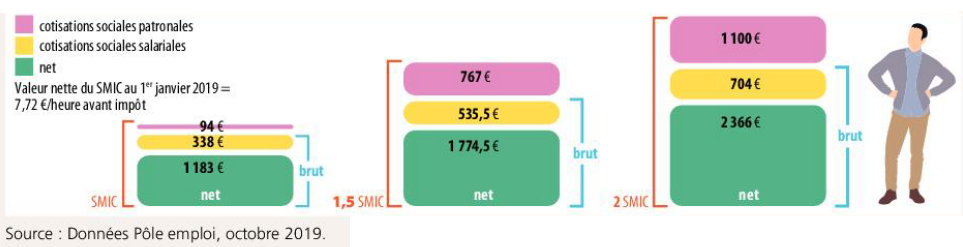 cotisations sociales patronales
cotisations sociales salariales
net
Valeur nette du SMIC au 1er janvier 2019 =
7,72 €/heure avant impôt
94 €
338 €
1 183 €
net
brut
SMIC
767 €
535,5 €
1 774,5 €
net
brut
1,5 SMIC
1 100 €
704 €
2 366 €
net
brut
2 SMIC
Source : Données Pôle emploi, octobre 2019.